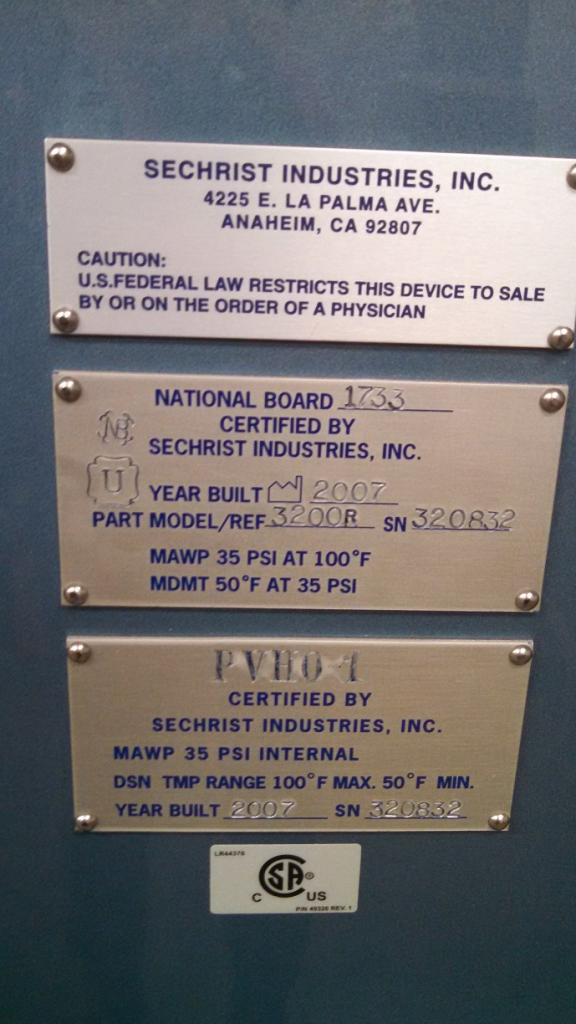 SECHRIST INDUSTRIES, INC.
4225 E. LA PALMA AVE.
ANAHEIM, CA 92807
CAUTION:
U.S.FEDERAL LAW RESTRICTS THIS DEVICE TO SALE
BY OR ON THE ORDER OF A PHYSICIAN
NATIONAL BOARD 1733
NB
CERTIFIED BY
SECHRIST INDUSTRIES, INC.
U
YEAR BUILT 2007
PART MODEL/REF 3200R SN 320832
MAWP 35 PSI AT 100°F
MDMT 50°F AT 35 PSI
PVHO-1
CERTIFIED BY
SECHRIST INDUSTRIES, INC.
MAWP 35 PSI INTERNAL
DSN TMP RANGE 100°F MAX. 50°F MIN.
YEAR BUILT 2007 SN 320832
LR44376
CSA®
C US
P/N 49326 REV. 1